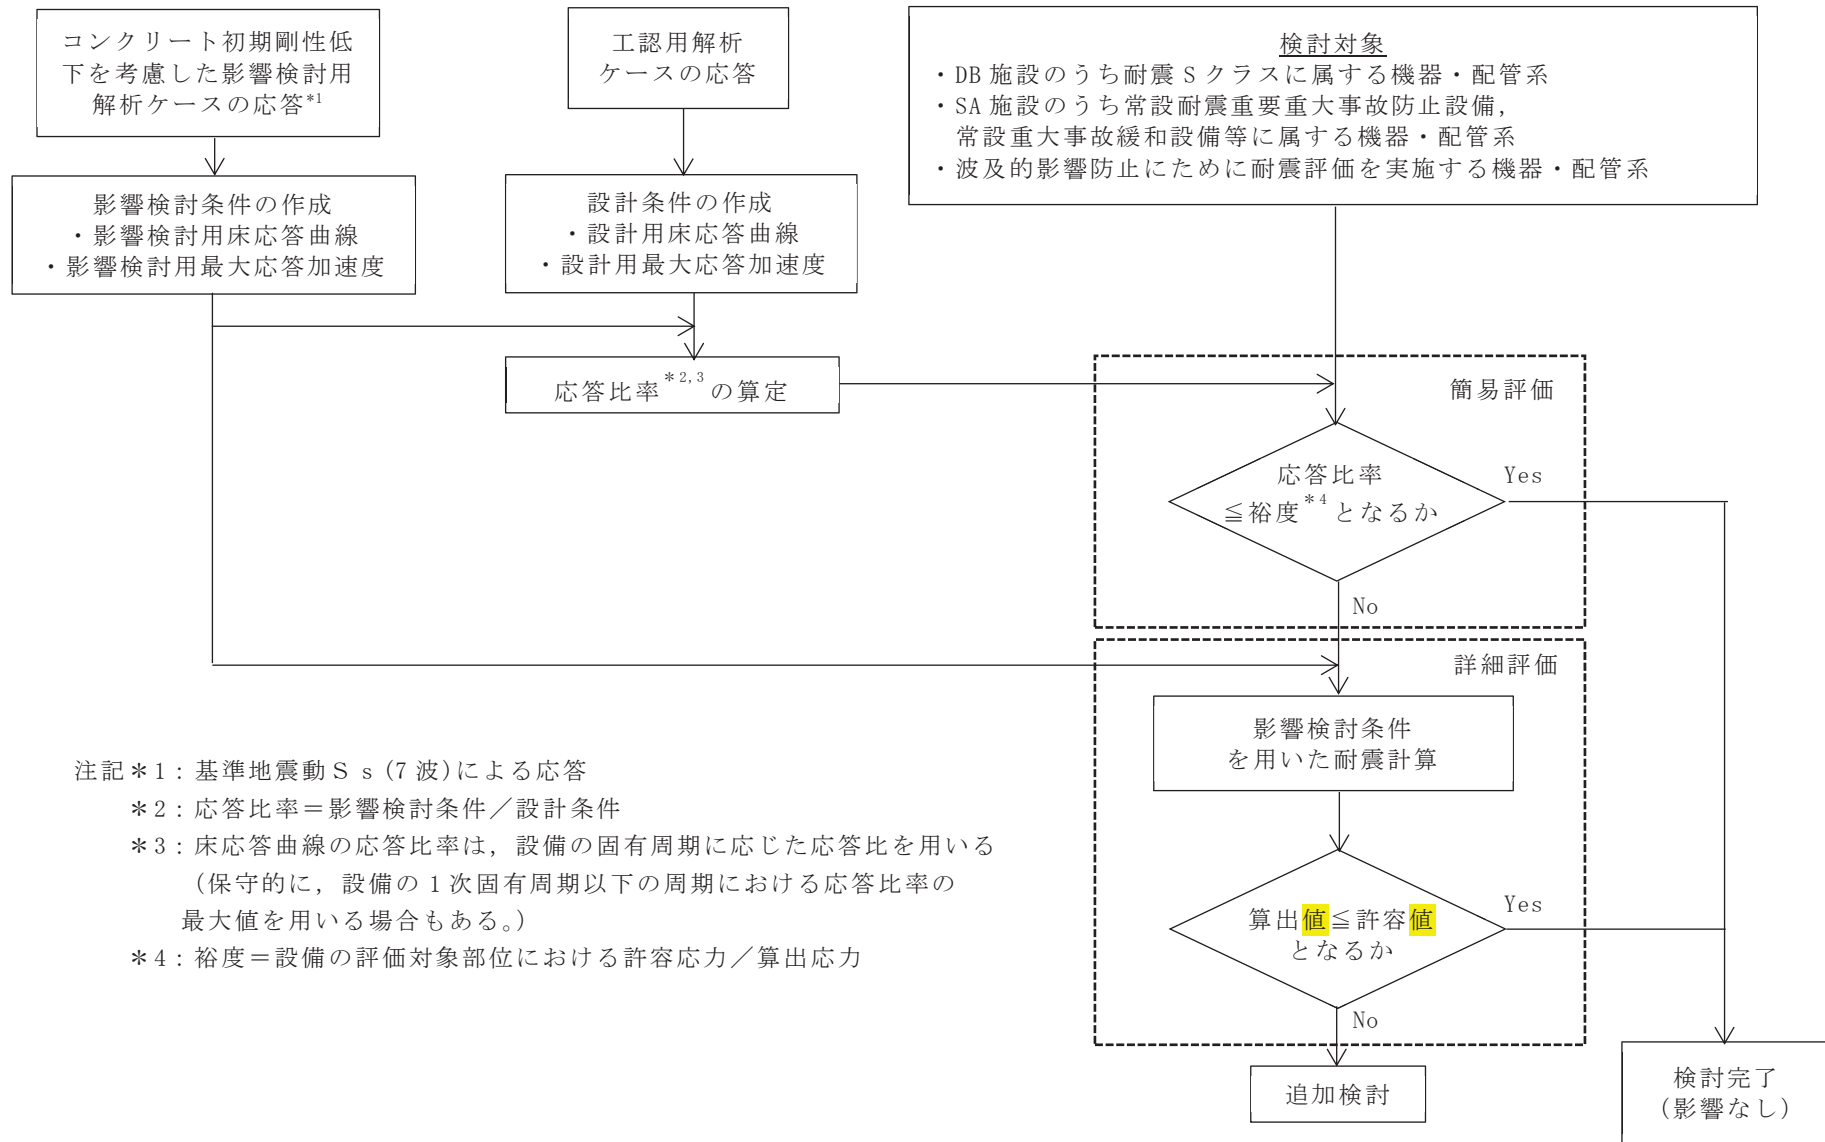 コンクリート初期剛性低
下を考慮した影響検討用
解析ケースの応答*1
工認用解析
ケースの応答
検討対象
・DB 施設のうち耐震 S クラスに属する機器・配管系
・SA 施設のうち常設耐震重要重大事故防止設備,
常設重大事故緩和設備等に属する機器・配管系
・波及的影響防止にために耐震評価を実施する機器・配管系
影響検討条件の作成
・影響検討用床応答曲線
・影響検討用最大応答加速度
設計条件の作成
・設計用床応答曲線
・設計用最大応答加速度
応答比率*2,3の算定
簡易評価
応答比率
≦裕度*4となるか
Yes
No
詳細評価
影響検討条件
を用いた耐震計算
算出値≦許容値
となるか
Yes
No
追加検討
検討完了
(影響なし)
注記＊1：基準地震動Ｓｓ(7 波)による応答
＊2：応答比率＝影響検討条件／設計条件
＊3：床応答曲線の応答比率は, 設備の固有周期に応じた応答比を用いる
(保守的に, 設備の 1 次固有周期以下の周期における応答比率の
最大値を用いる場合もある。)
＊4：裕度＝設備の評価対象部位における許容応力／算出応力